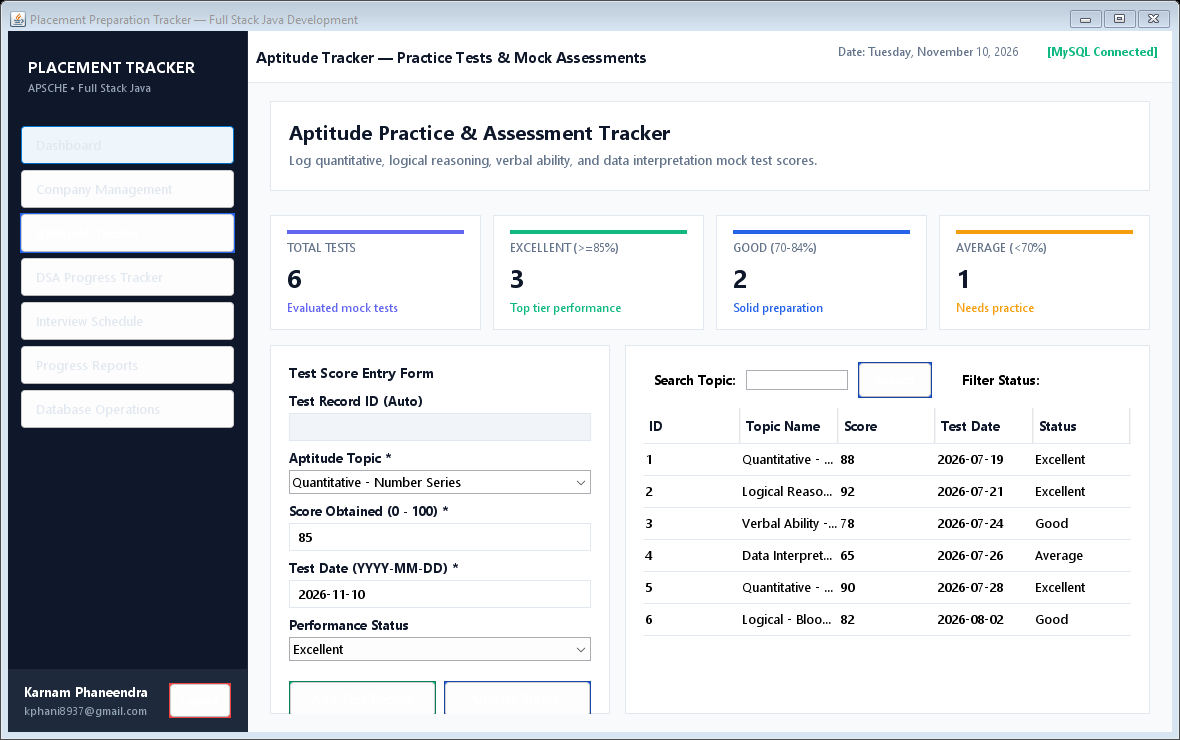 Placement Preparation Tracker — Full Stack Java Development
PLACEMENT TRACKER
APSCHE • Full Stack Java
Dashboard
Company Management
DSA Progress Tracker
Interview Schedule
Progress Reports
Database Operations
Karnam Phaneendra
kphani8937@gmail.com
Aptitude Tracker — Practice Tests & Mock Assessments
Date: Tuesday, November 10, 2026
[MySQL Connected]
Aptitude Practice & Assessment Tracker
Log quantitative, logical reasoning, verbal ability, and data interpretation mock test scores.
TOTAL TESTS
6
Evaluated mock tests
EXCELLENT (>=85%)
3
Top tier performance
GOOD (70-84%)
2
Solid preparation
AVERAGE (<70%)
1
Needs practice
Test Score Entry Form
Test Record ID (Auto)
Aptitude Topic *
Quantitative - Number Series
Score Obtained (0 - 100) *
85
Test Date (YYYY-MM-DD) *
2026-11-10
Performance Status
Excellent
Search Topic:
Filter Status:
ID Topic Name Score Test Date Status
1 Quantitative - ... 88 2026-07-19 Excellent
2 Logical Reaso... 92 2026-07-21 Excellent
3 Verbal Ability -... 78 2026-07-24 Good
4 Data Interpret... 65 2026-07-26 Average
5 Quantitative - ... 90 2026-07-28 Excellent
6 Logical - Bloo... 82 2026-08-02 Good